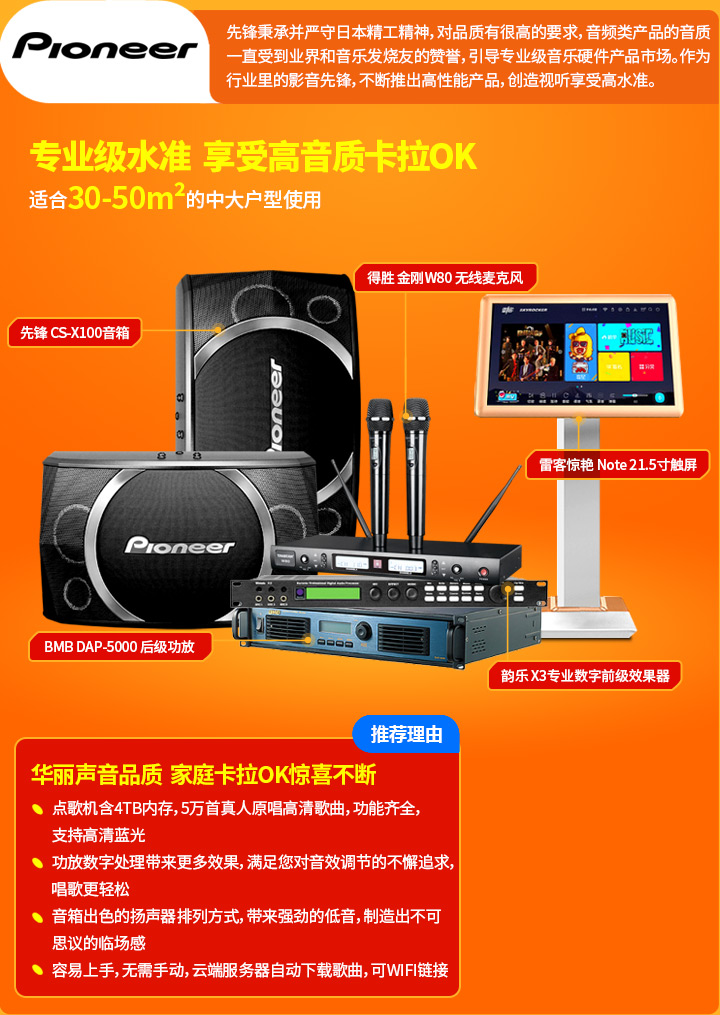 Pioneer
先锋秉承并严守日本精工精神，对品质有很高的要求，音频类产品的音质
一直受到业界和音乐发烧友的赞誉，引导专业级音乐硬件产品市场。作为
行业里的影音先锋，不断推出高性能产品，创造视听享受高水准。
专业级水准 享受高音质卡拉OK
适合30-50m²的中大户型使用
得胜 金刚W80 无线麦克风
先锋 CS-X100音箱
SKYROCKER
MUSIC
Pioneer
雷客惊艳 Note 21.5寸触屏
Pioneer
BMB DAP-5000 后级功放
韵乐 X3专业数字前级效果器
推荐理由
华丽声音品质 家庭卡拉OK惊喜不断
点歌机含4TB内存，5万首真人原唱高清歌曲，功能齐全，
支持高清蓝光
功放数字处理带来更多效果，满足您对音效调节的不懈追求，
唱歌更轻松
音箱出色的扬声器排列方式，带来强劲的低音，制造出不可
思议的临场感
容易上手，无需手动，云端服务器自动下载歌曲，可WIFI链接